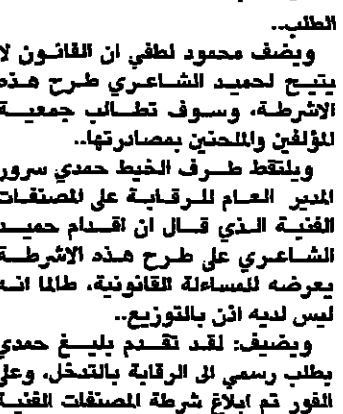 الطلب..
ويضف محمود لطفي ان القانون لا
يتيح لحميد الشاعري طرح هذه
الاشرطة، وسوف تطالب جمعية
المؤلفين والملحنين بمصادرتها..
ويلتقط طرف الخيط حمدي سرور
المدير العام للرقابة على المصنفات
الفنية الذي قال ان اقدام حميد
الشاعري على طرح هذه الاشرطة
يعرضه للمساءلة القانونية، طالما انه
ليس لديه اذن بالتوزيع..
ويضيف: لقد تقدم بليغ حمدي
بطلب رسمي الى الرقابة بالتدخل، وعلى
الفور تم ابلاغ شرطة المصنفات الفنية